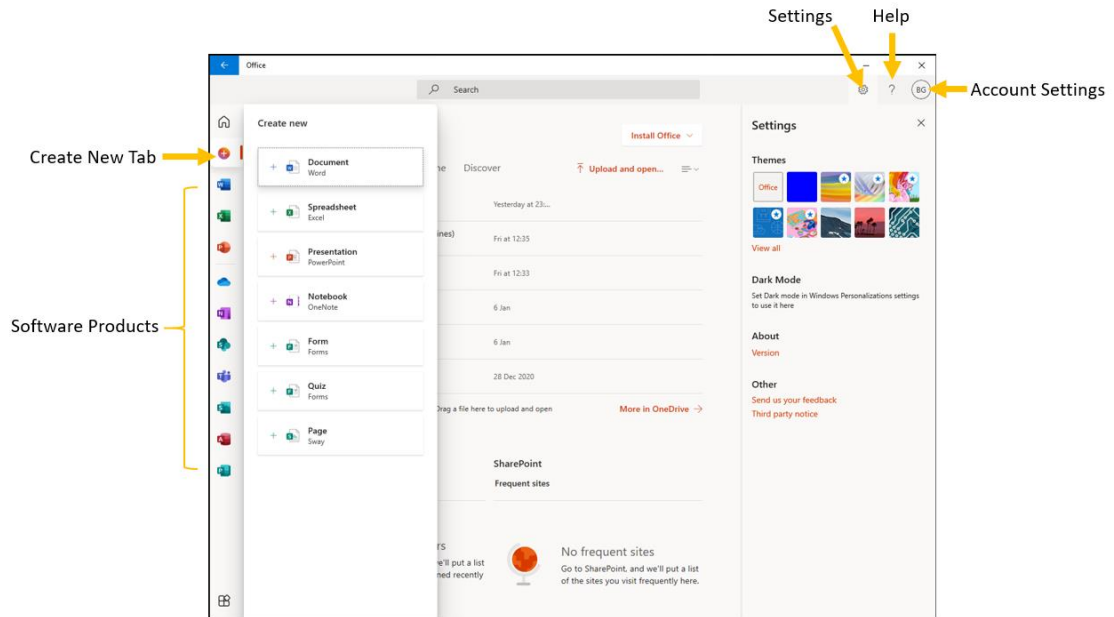 Settings
Help
Account Settings
Create New Tab
Software Products
Office
Search
BG
Create new
Document
Word
Spreadsheet
Excel
Presentation
PowerPoint
Notebook
OneNote
Form
Forms
Quiz
Forms
Page
Sway
Install Office
ne Discover
Upload and open...
Yesterday at 23:...
ines) Fri at 12:35
Fri at 12:33
6 Jan
6 Jan
28 Dec 2020
Drag a file here to upload and open
More in OneDrive →
SharePoint
Frequent sites
rs
e'll put a list
ned recently
No frequent sites
Go to SharePoint, and we'll put a list
of the sites you visit frequently here.
Settings
Themes
Office
View all
Dark Mode
Set Dark mode in Windows Personalizations settings
to use it here
About
Version
Other
Send us your feedback
Third party notice